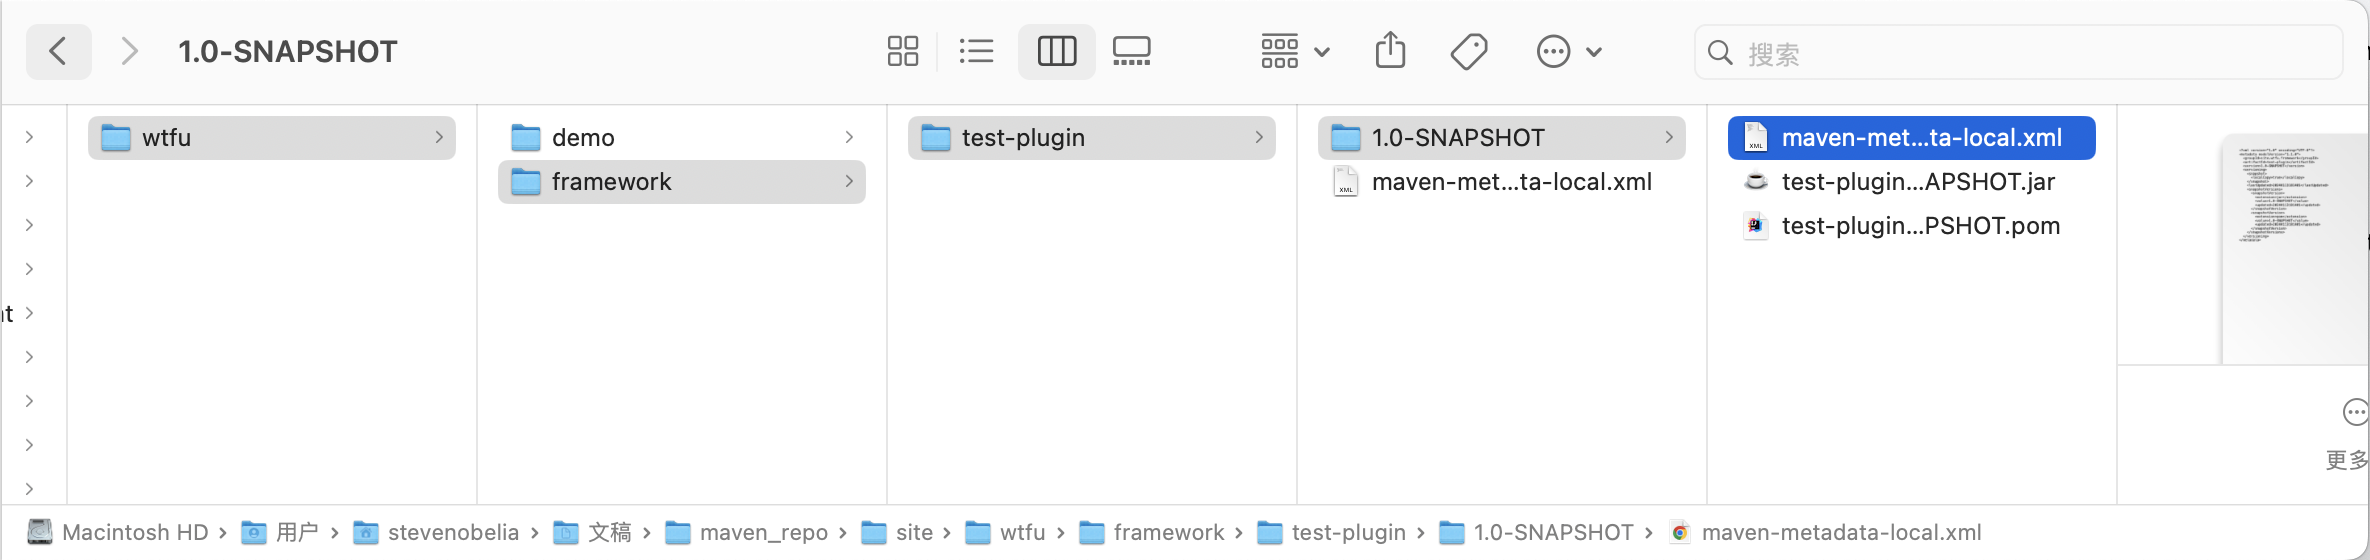 1.0-SNAPSHOT
搜索
wtfu
demo
test-plugin
1.0-SNAPSHOT
maven-met...ta-local.xml
framework
maven-met...ta-local.xml
test-plugin...APSHOT.jar
test-plugin...PSHOT.pom
更多
Macintosh HD
用户
stevenobelia
文稿
maven_repo
site
wtfu
framework
test-plugin
1.0-SNAPSHOT
maven-metadata-local.xml